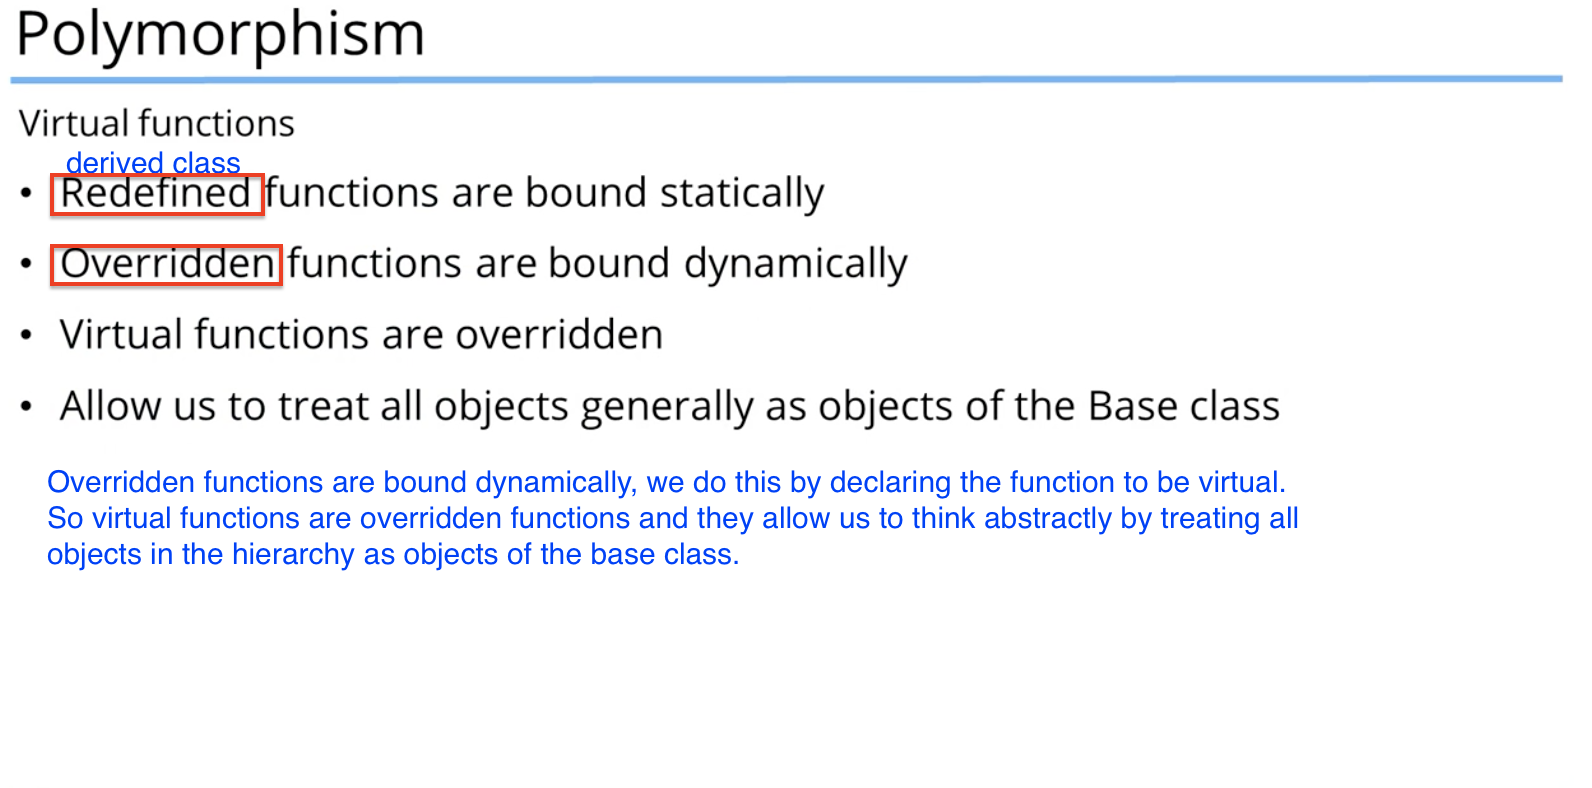 Polymorphism
Virtual functions
derived class
• Redefined functions are bound statically
• Overridden functions are bound dynamically
• Virtual functions are overridden
• Allow us to treat all objects generally as objects of the Base class
Overridden functions are bound dynamically, we do this by declaring the function to be virtual.
So virtual functions are overridden functions and they allow us to think abstractly by treating all
objects in the hierarchy as objects of the base class.